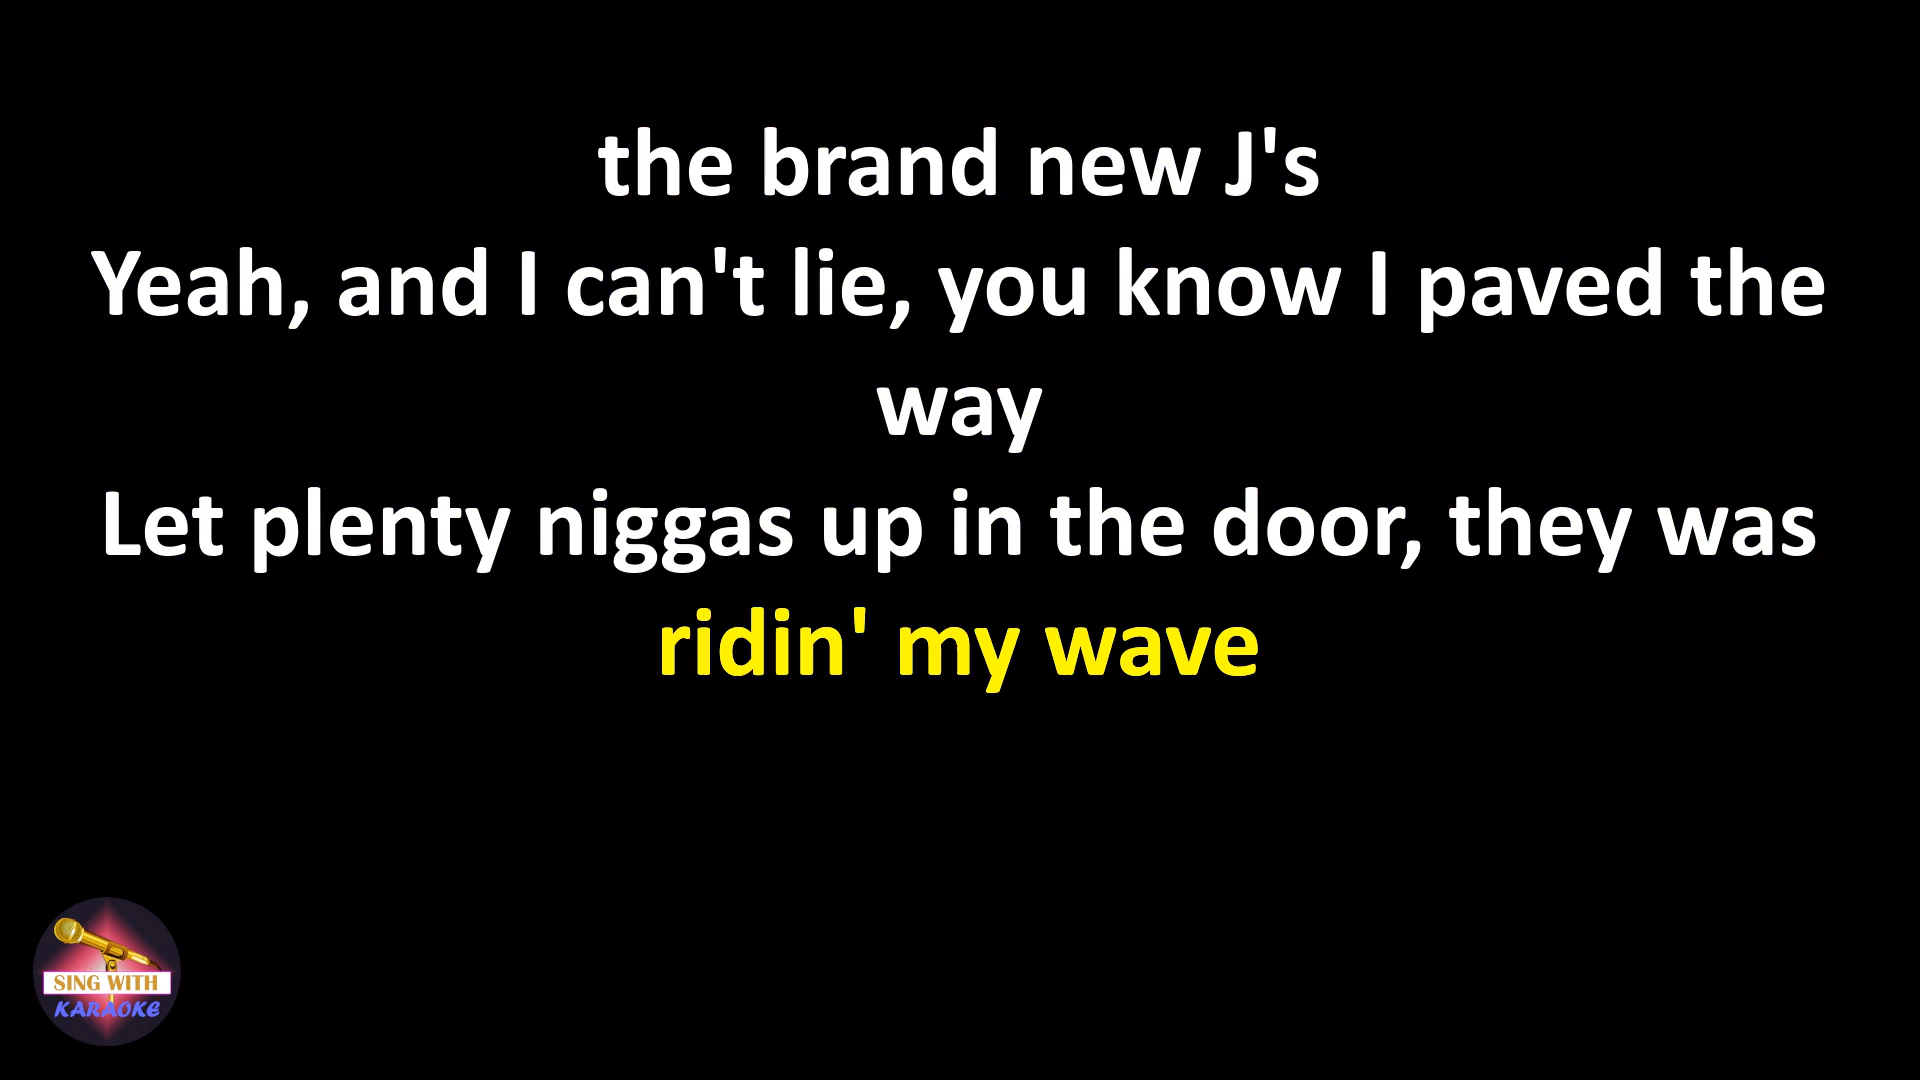 the brand new J's
Yeah, and I can't lie, you know I paved the
way
Let plenty niggas up in the door, they was
ridin' my wave
SING WITH
KARAOKE